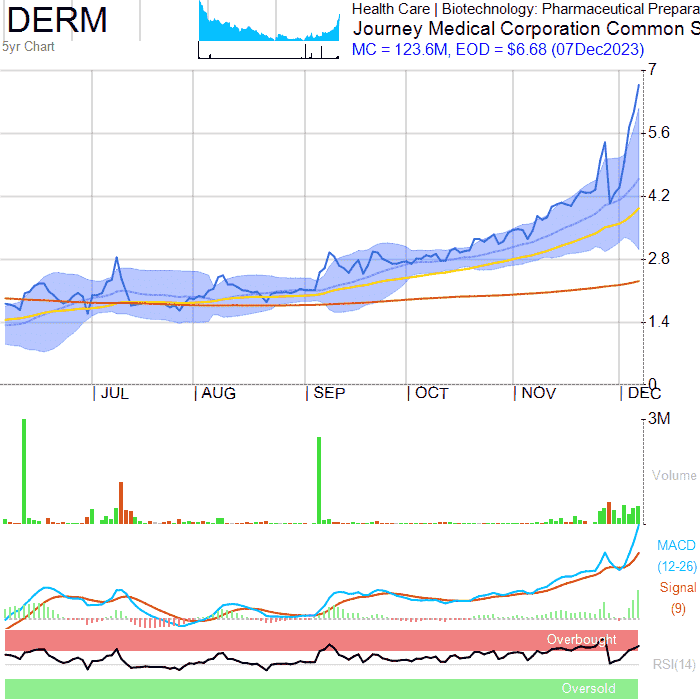 DERM
5yr Chart
Health Care | Biotechnology: Pharmaceutical Prepara
Journey Medical Corporation Common S
MC = 123.6M, EOD = $6.68 (07Dec2023)
7
5.6
4.2
2.8
1.4
0
JUL AUG SEP OCT NOV DEC
3M
Volume
MACD
(12-26)
Signal
(9)
Overbought
RSI(14)
Oversold